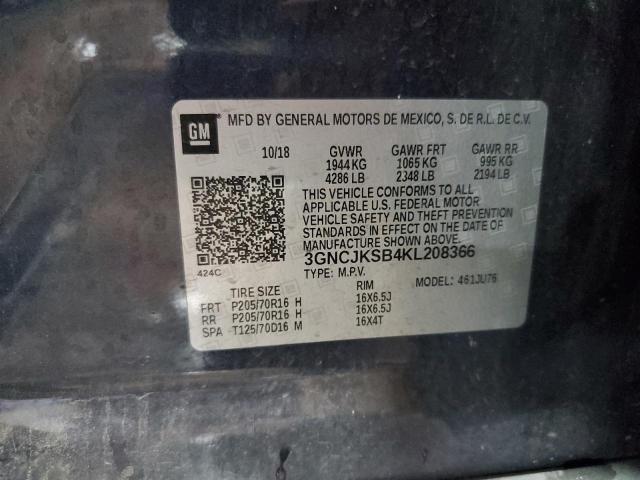 GM
MFD BY GENERAL MOTORS DE MEXICO, S. DE R.L. DE C.V.
10/18 GVWR GAWR FRT GAWR RR
1944 KG 1065 KG 995 KG
4286 LB 2348 LB 2194 LB
THIS VEHICLE CONFORMS TO ALL
APPLICABLE U.S. FEDERAL MOTOR
VEHICLE SAFETY AND THEFT PREVENTION
STANDARDS IN EFFECT ON THE DATE OF
MANUFACTURE SHOWN ABOVE.
3GNCJKSB4KL208366
424C
TYPE: M.P.V. MODEL: 461JU76
TIRE SIZE RIM
FRT P205/70R16 H 16X6.5J
RR P205/70R16 H 16X6.5J
SPA T125/70D16 M 16X4T